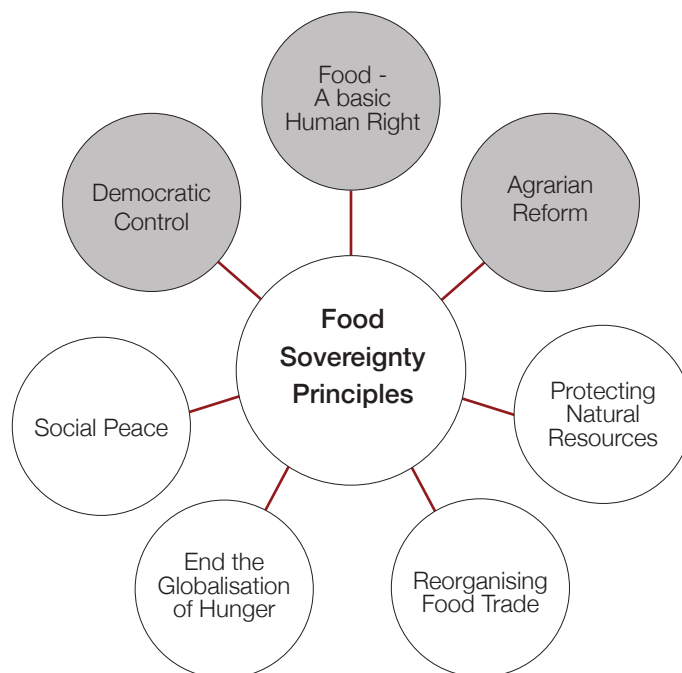 Food -
A basic
Human Right
Democratic
Control
Agrarian
Reform
Food
Sovereignty
Principles
Social Peace
Protecting
Natural
Resources
End the
Globalisation
of Hunger
Reorganising
Food Trade